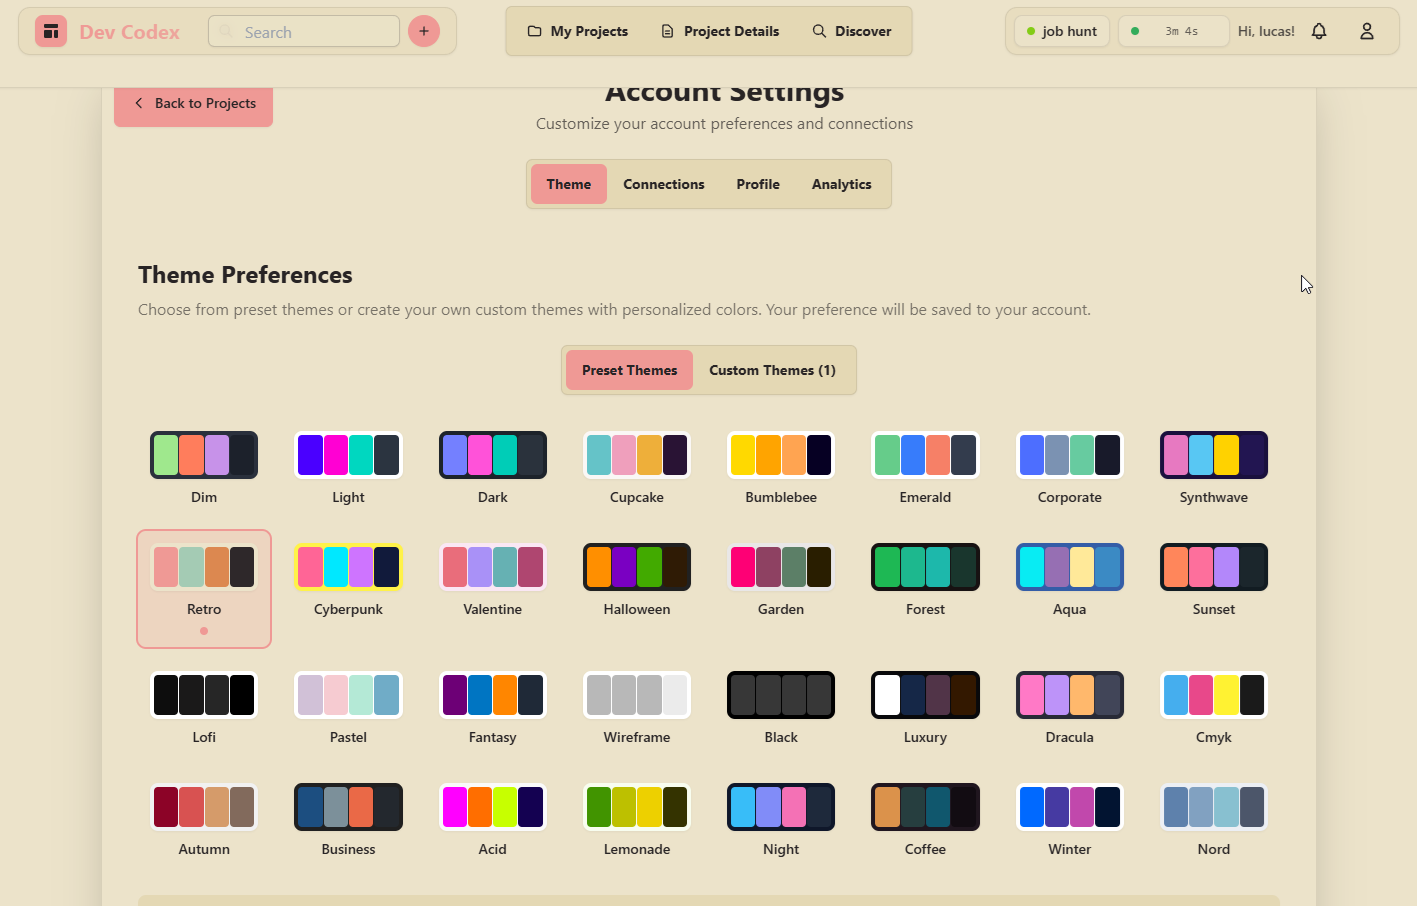 Dev Codex
Search
My Projects
Project Details
Discover
job hunt
3m 4s
Hi, lucas!
Back to Projects
Account Settings
Customize your account preferences and connections
Theme
Connections
Profile
Analytics
Theme Preferences
Choose from preset themes or create your own custom themes with personalized colors. Your preference will be saved to your account.
Preset Themes
Custom Themes (1)
Dim
Light
Dark
Cupcake
Bumblebee
Emerald
Corporate
Synthwave
Retro
Cyberpunk
Valentine
Halloween
Garden
Forest
Aqua
Sunset
Lofi
Pastel
Fantasy
Wireframe
Black
Luxury
Dracula
Cmyk
Autumn
Business
Acid
Lemonade
Night
Coffee
Winter
Nord